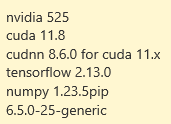 nvidia 525
cuda 11.8
cudnn 8.6.0 for cuda 11.x
tensorflow 2.13.0
numpy 1.23.5pip
6.5.0-25-generic